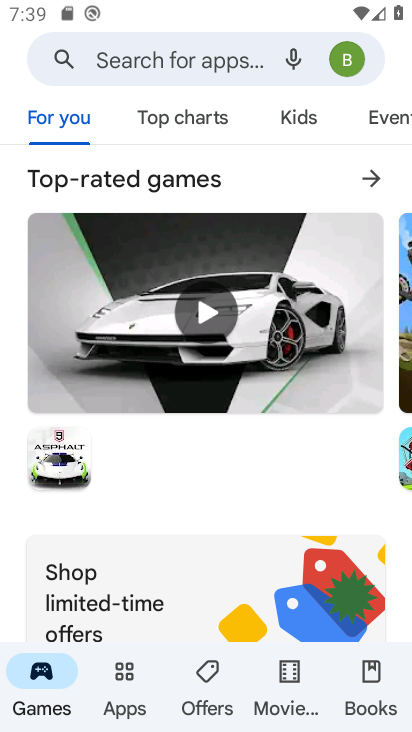 7:39
Search for apps...
B
For you
Top charts
Kids
Even
Top-rated games
9
ASPHALT
Shop
limited-time
offers
Games
Apps
Offers
Movie...
Books